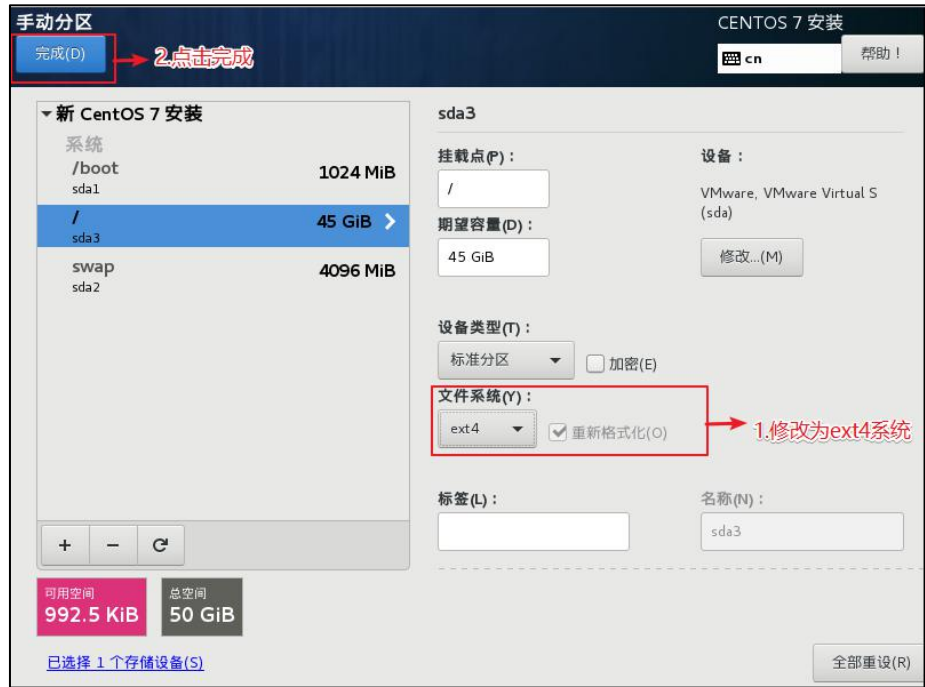 手动分区
CENTOS 7 安装
完成(D)
2.点击完成
cn
帮助！
新 CentOS 7 安装
系统
/boot
1024 MiB
sda1
/
45 GiB
sda3
swap
4096 MiB
sda2
sda3
挂载点(P)：
/
设备：
VMware, VMware Virtual S
(sda)
期望容量(D)：
45 GiB
修改...(M)
设备类型(T)：
标准分区
加密(E)
文件系统(Y)：
ext4
重新格式化(O)
1.修改为ext4系统
标签(L)：
名称(N)：
sda3
+ − C
可用空间
992.5 KiB
总空间
50 GiB
已选择 1 个存储设备(S)
全部重设(R)